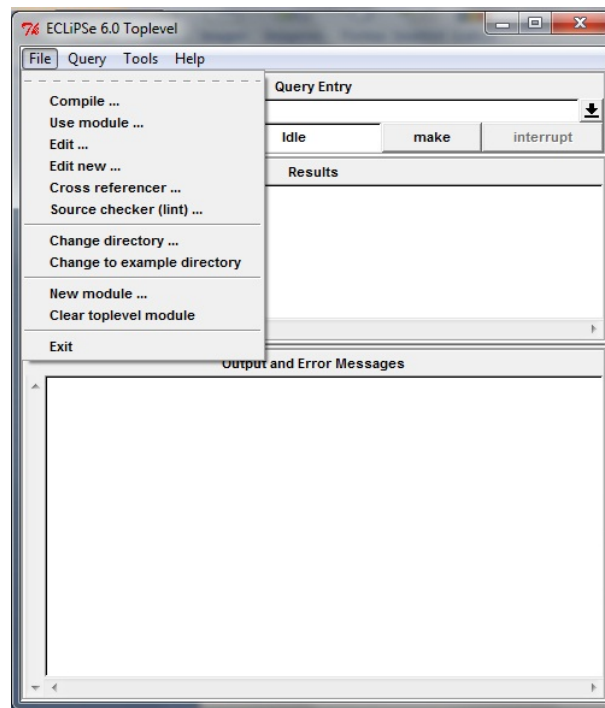 ECLiPSe 6.0 Toplevel
File Query Tools Help
Query Entry
Compile ...
Use module ...
Edit ...
Idle make interrupt
Edit new ...
Results
Cross referencer ...
Source checker (lint) ...
Change directory ...
Change to example directory
New module ...
Clear toplevel module
Exit
Output and Error Messages